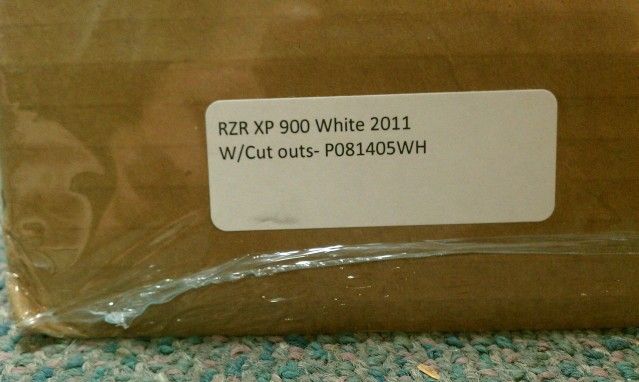 RZR XP 900 White 2011
W/Cut outs- P081405WH